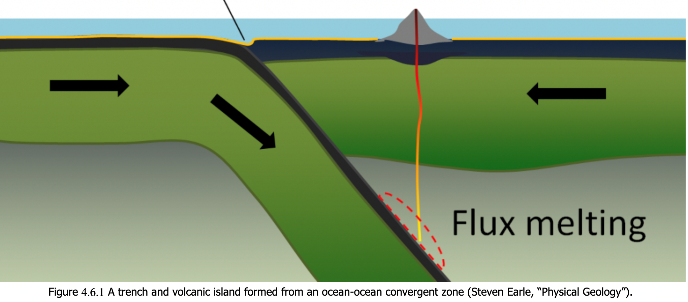 Flux melting
Figure 4.6.1 A trench and volcanic island formed from an ocean-ocean convergent zone (Steven Earle, “Physical Geology”).